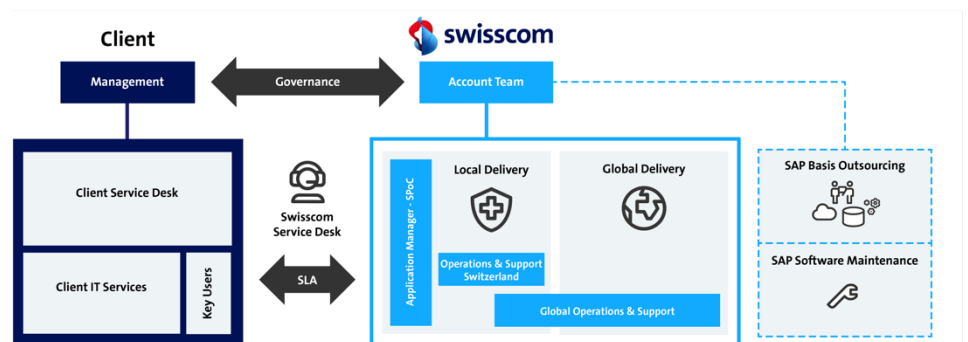 Client
swisscom
Management
Governance
Account Team
Client Service Desk
Swisscom
Service Desk
Application Manager - SPoC
Local Delivery
Global Delivery
SAP Basis Outsourcing
Operations & Support
Switzerland
SAP Software Maintenance
Client IT Services
Key Users
SLA
Global Operations & Support